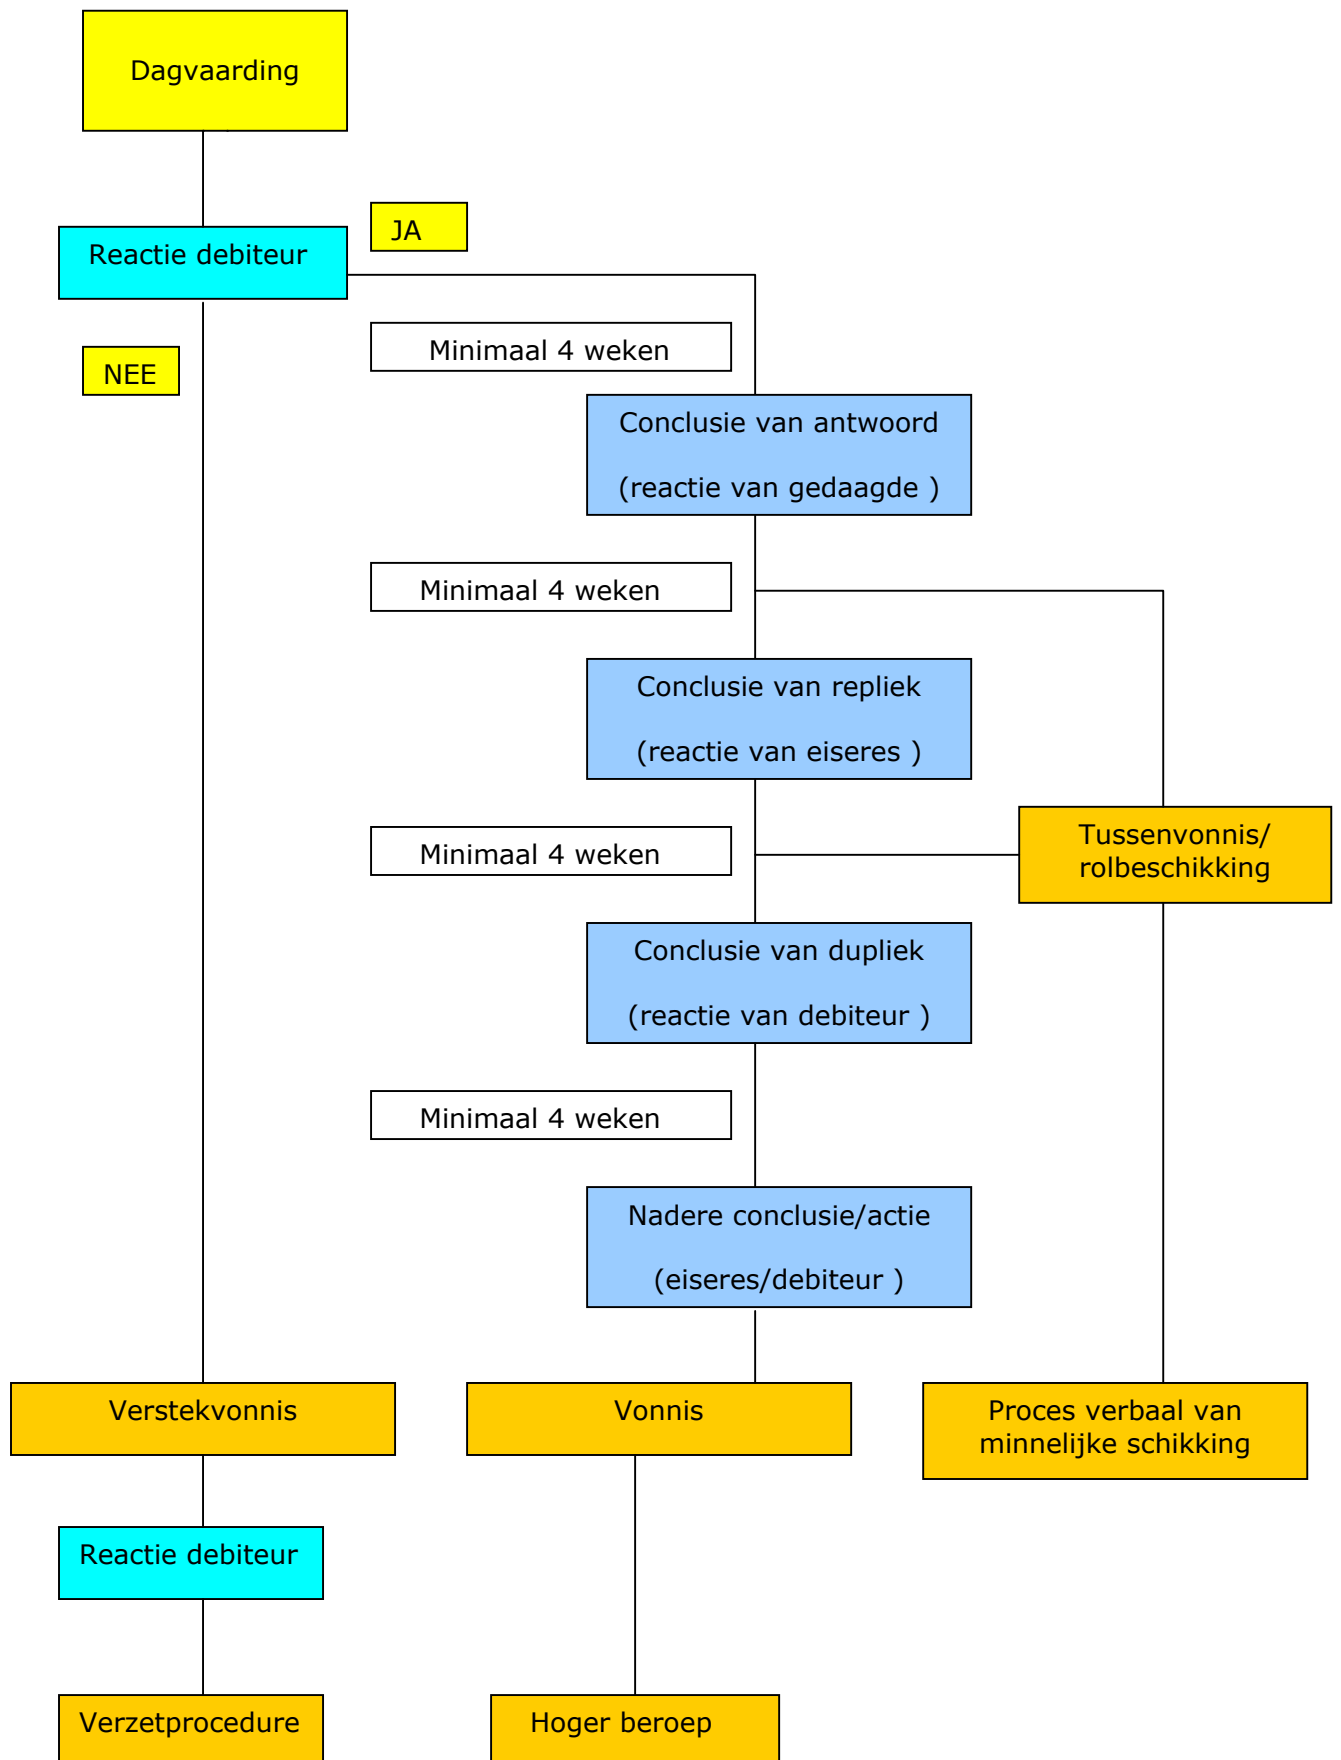 Dagvaarding
JA
Reactie debiteur
Minimaal 4 weken
NEE
Conclusie van antwoord
(reactie van gedaagde )
Minimaal 4 weken
Conclusie van repliek
(reactie van eiseres )
Minimaal 4 weken
Tussenvonnis/
rolbeschikking
Conclusie van dupliek
(reactie van debiteur )
Minimaal 4 weken
Nadere conclusie/actie
(eiseres/debiteur )
Verstekvonnis
Vonnis
Proces verbaal van
minnelijke schikking
Reactie debiteur
Verzetprocedure
Hoger beroep